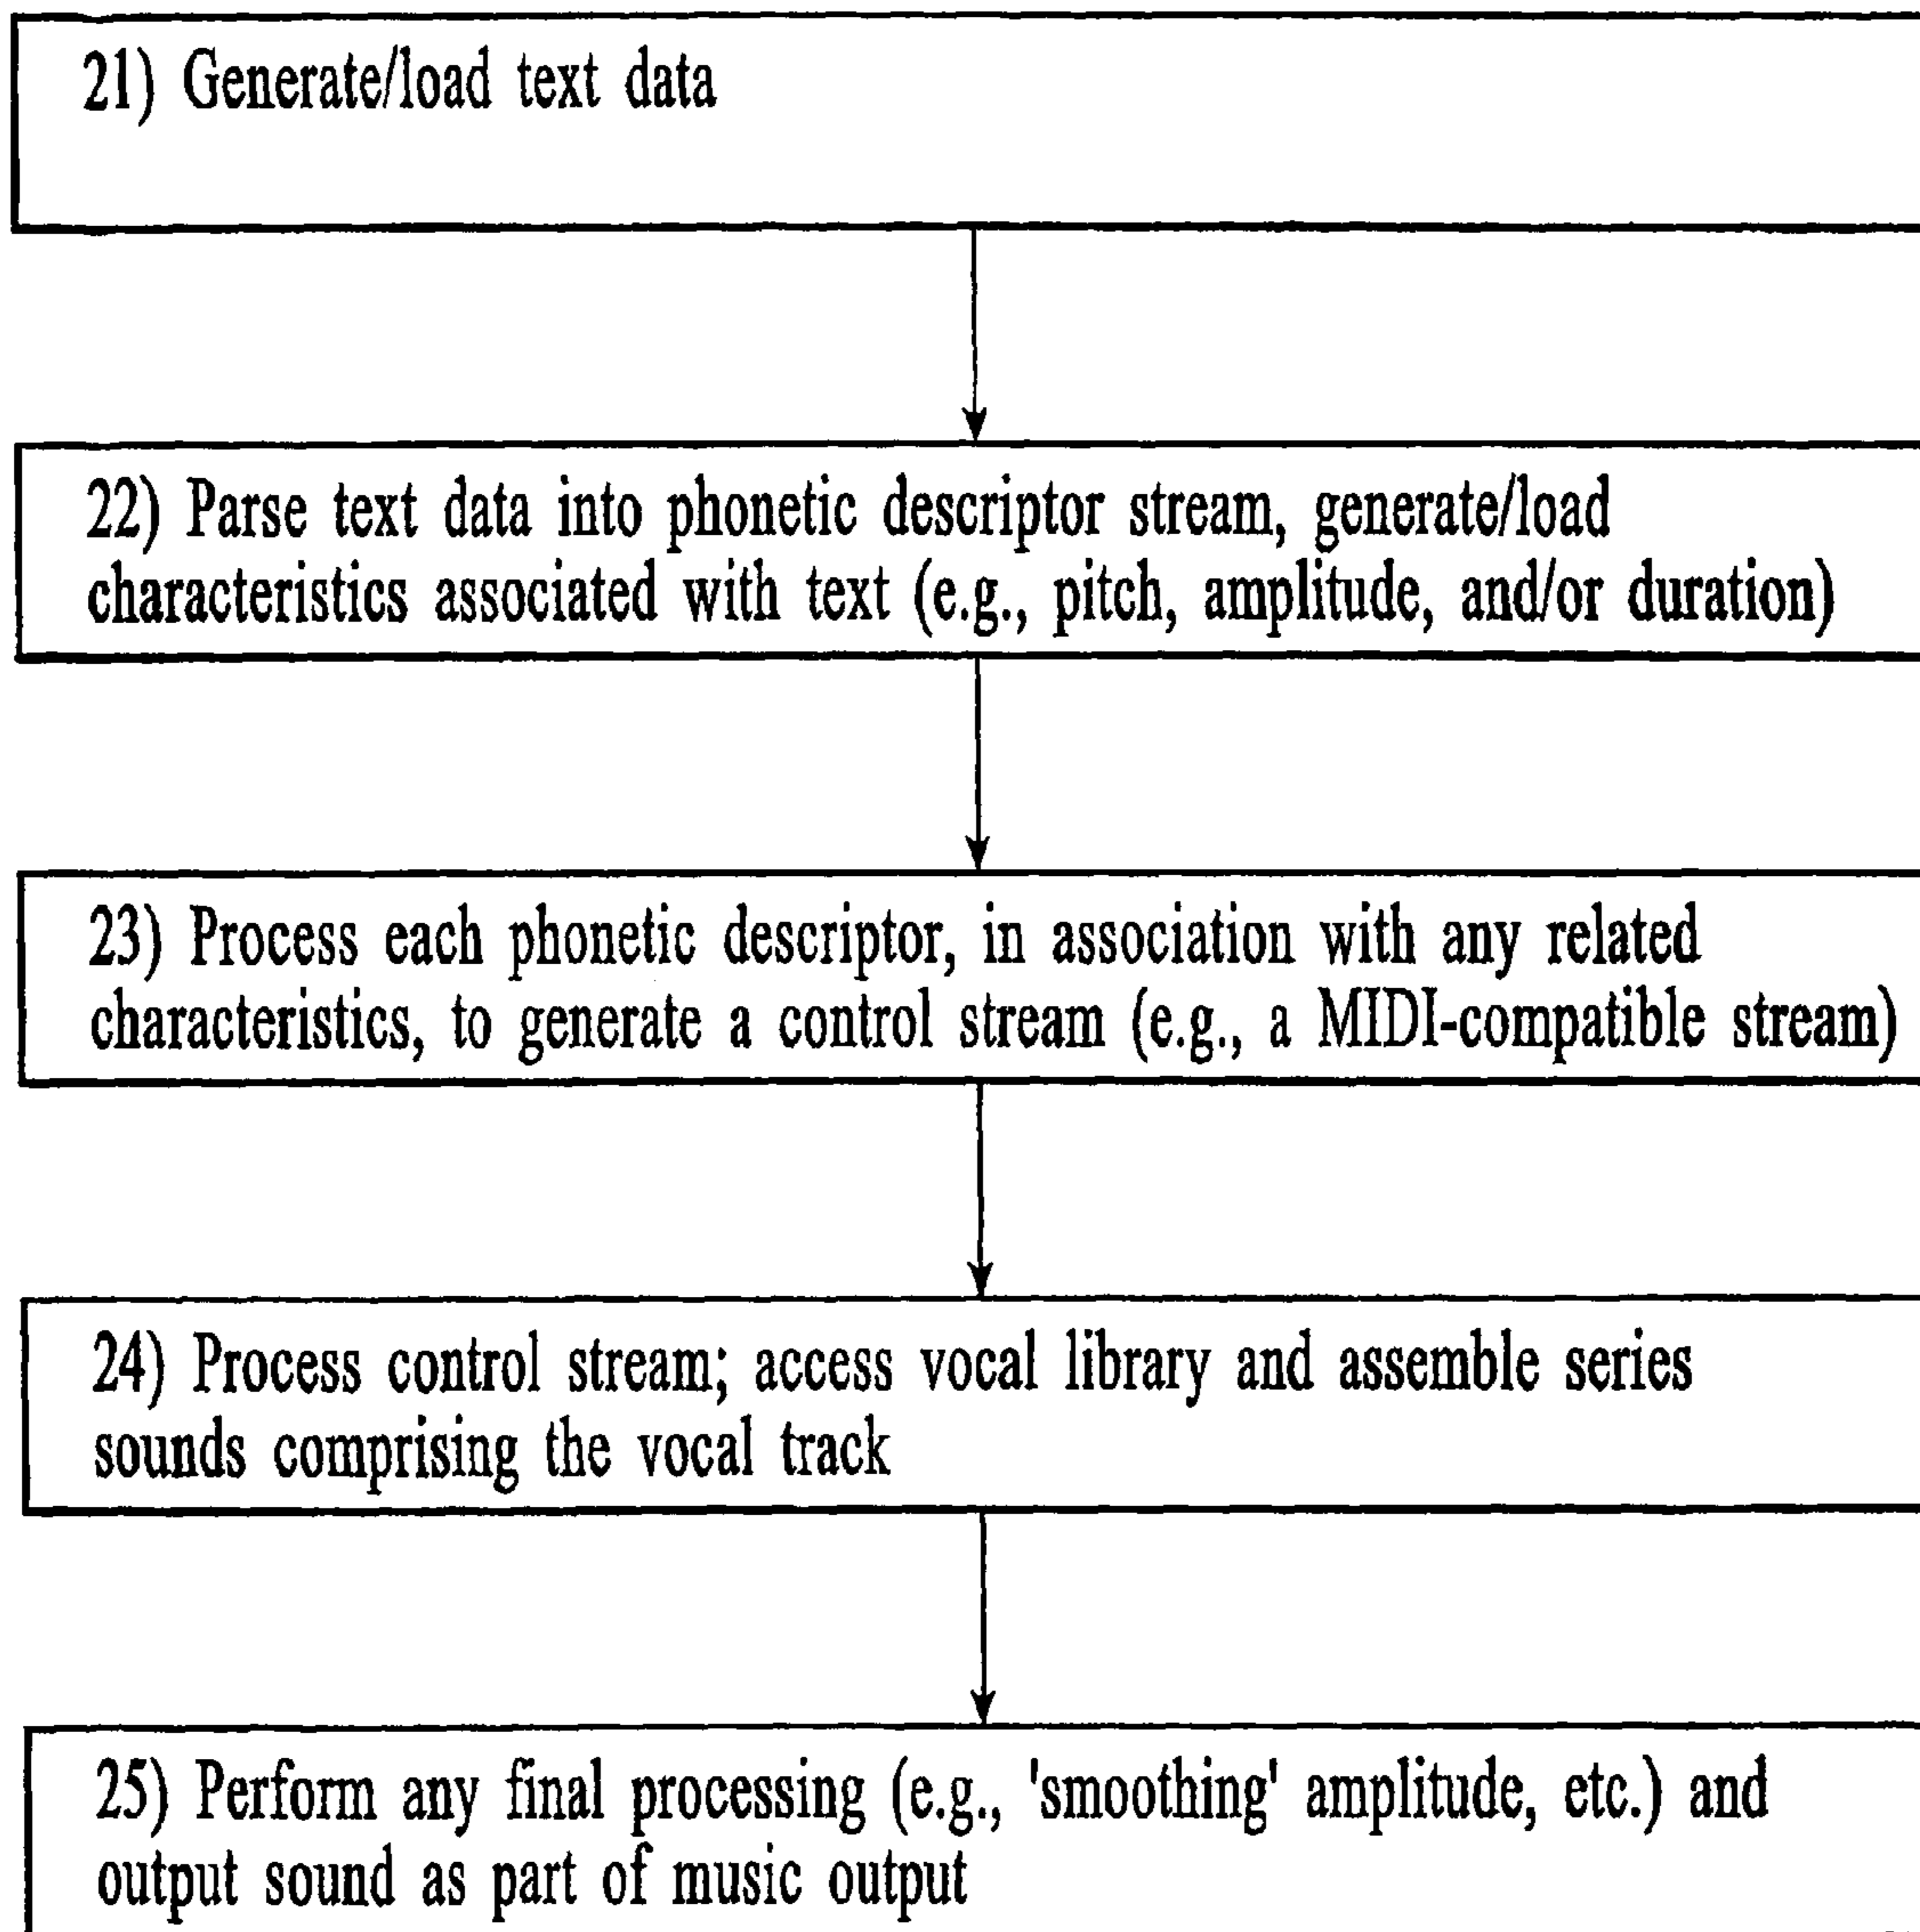 21) Generate/load text data
22) Parse text data into phonetic descriptor stream, generate/load
characteristics associated with text (e.g., pitch, amplitude, and/or duration)
23) Process each phonetic descriptor, in association with any related
characteristics, to generate a control stream (e.g., a MIDI-compatible stream)
24) Process control stream; access vocal library and assemble series
sounds comprising the vocal track
25) Perform any final processing (e.g., 'smoothing' amplitude, etc.) and
output sound as part of music output